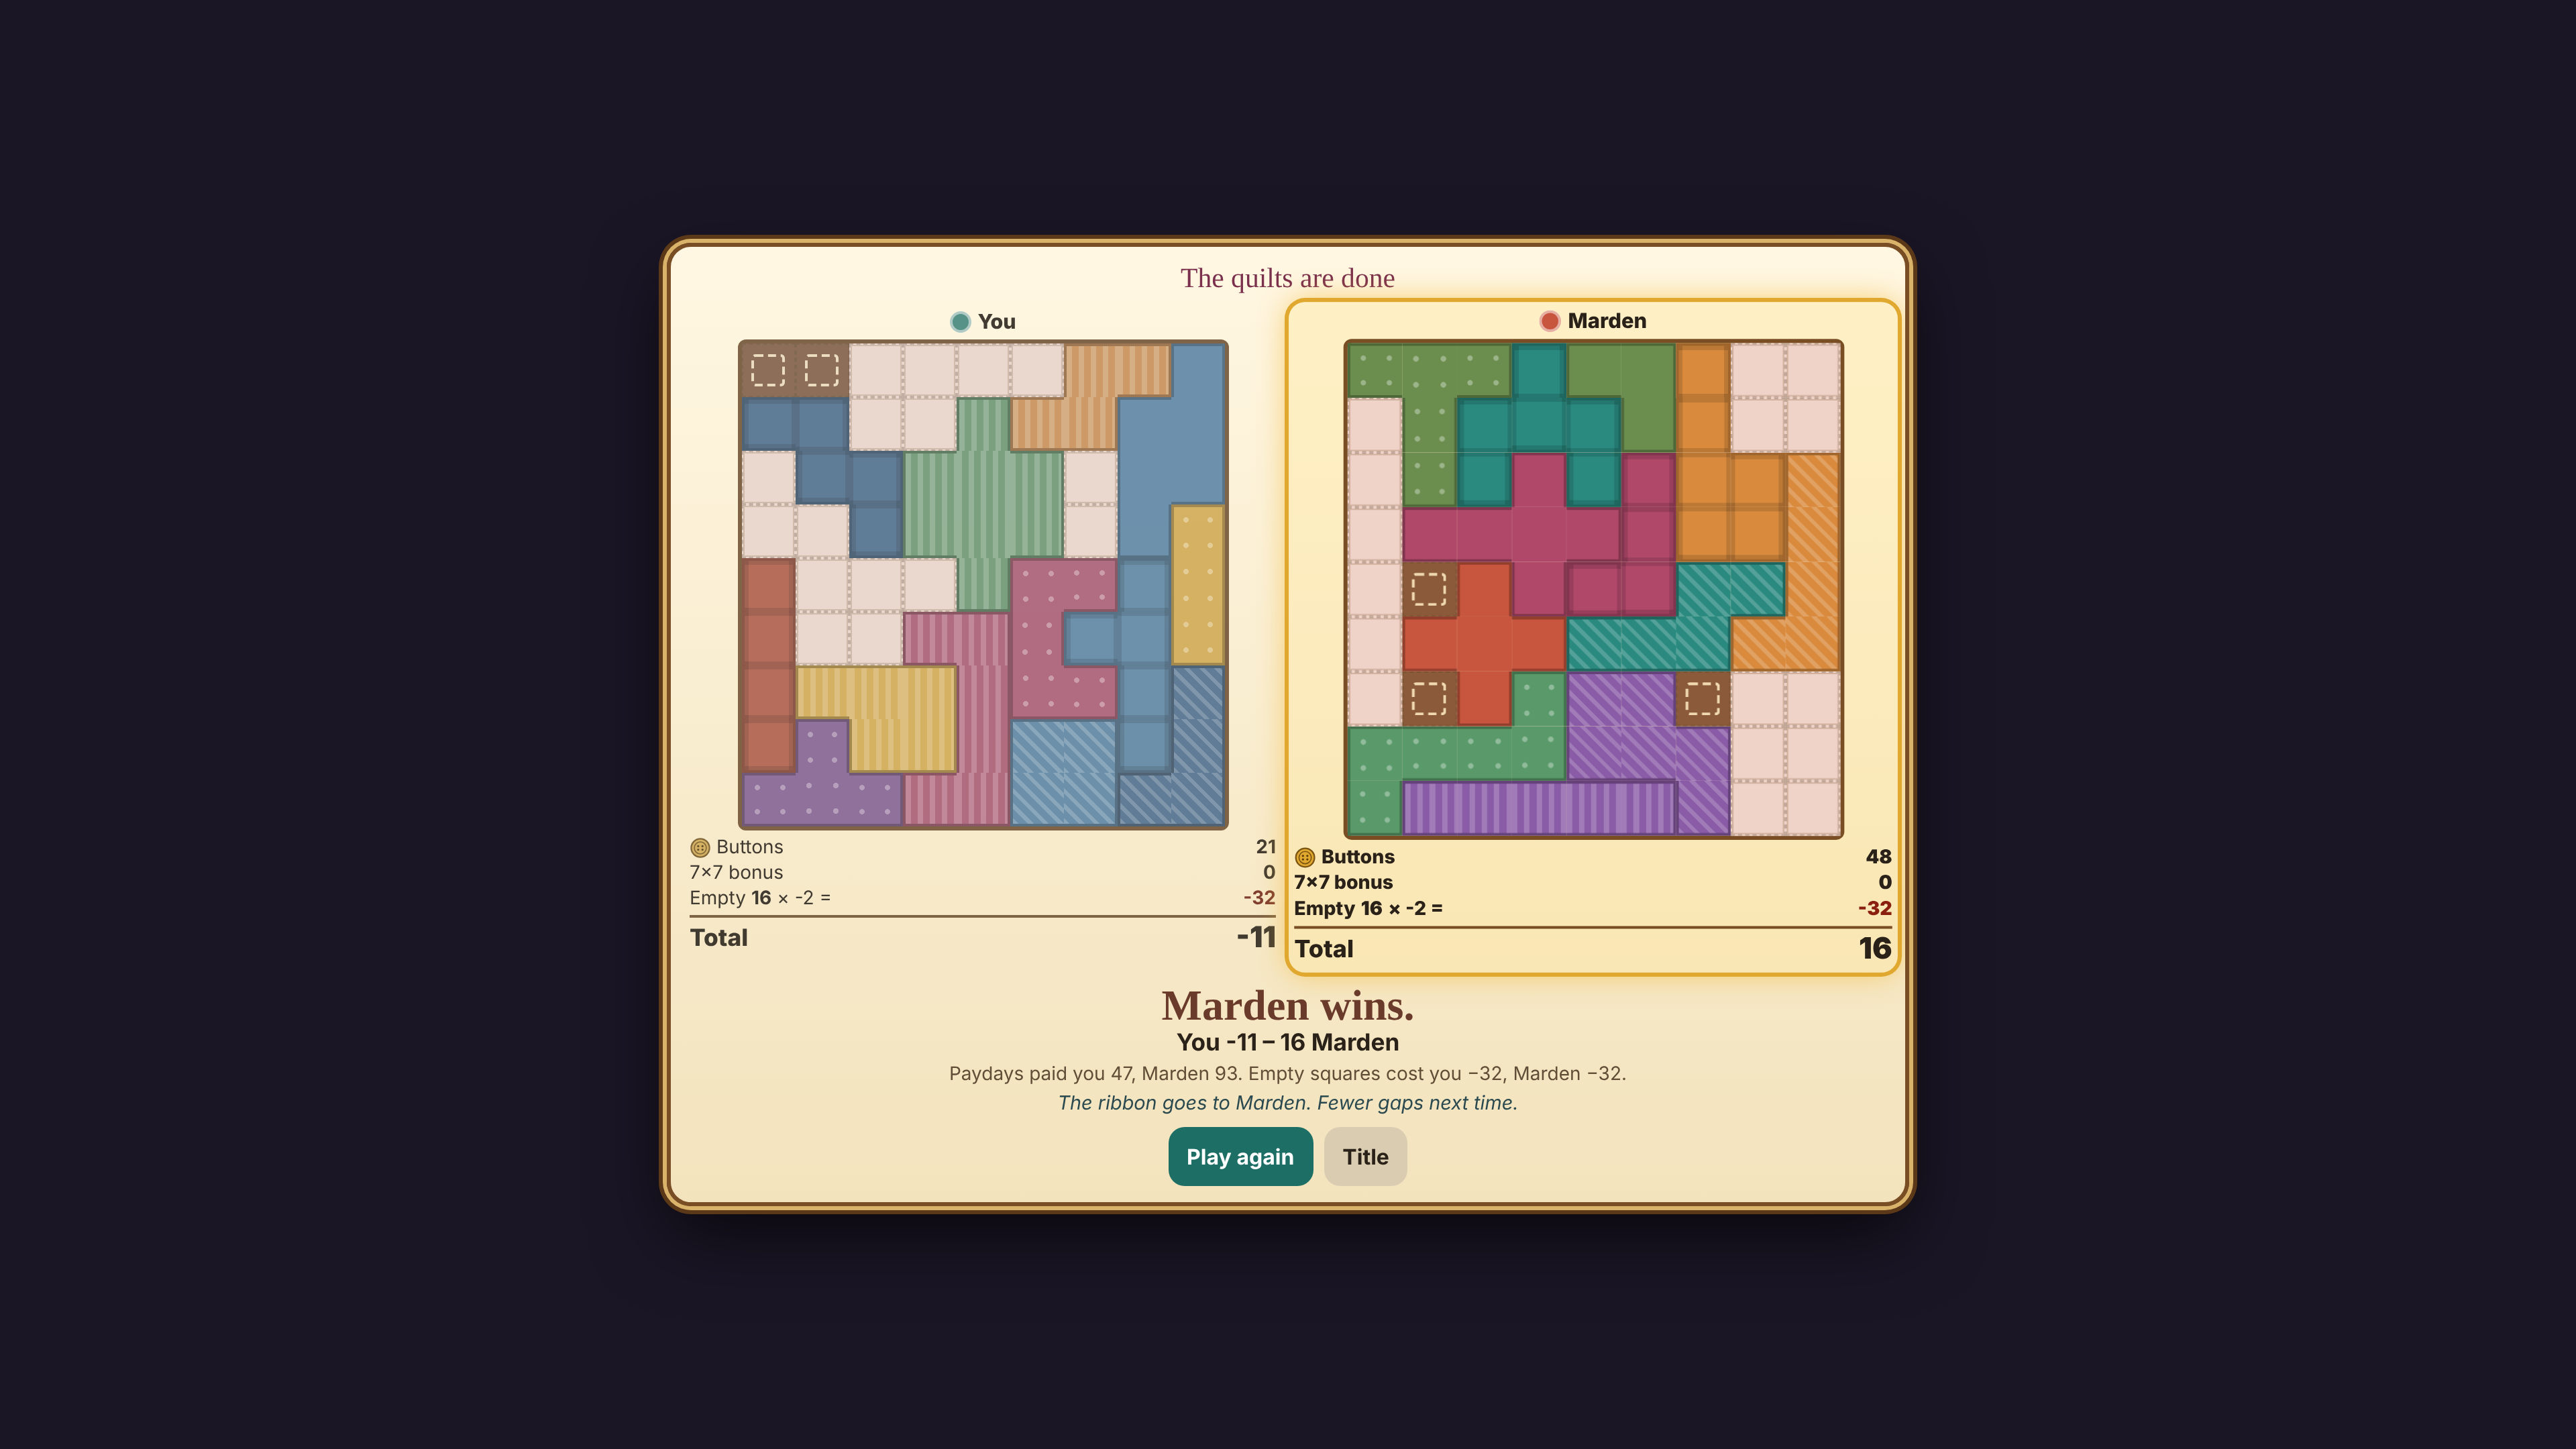 The quilts are done
You
Buttons 21
7×7 bonus 0
Empty 16 × -2 = -32
Total -11
Marden
Buttons 48
7×7 bonus 0
Empty 16 × -2 = -32
Total 16
Marden wins.
You -11 – 16 Marden
Paydays paid you 47, Marden 93. Empty squares cost you −32, Marden −32.
The ribbon goes to Marden. Fewer gaps next time.
Play again
Title